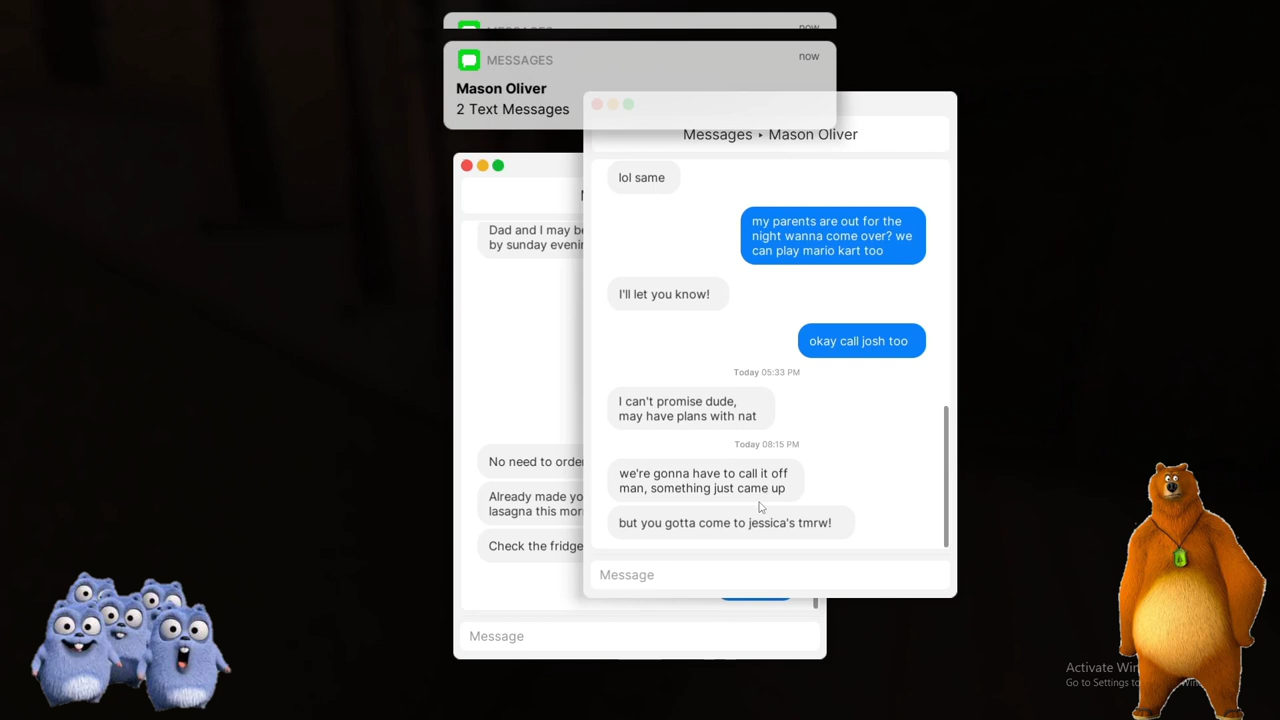 MESSAGES
now
MESSAGES
now
Mason Oliver
2 Text Messages
Messages ‣ Mason Oliver
lol same
my parents are out for the
night wanna come over? we
can play mario kart too
I'll let you know!
okay call josh too
Today 05:33 PM
I can't promise dude,
may have plans with nat
Today 08:15 PM
we're gonna have to call it off
man, something just came up
but you gotta come to jessica's tmrw!
Message
Dad and I may be
by sunday
No need to
Already made
lasagna this
Check the fridge
Message
Activate
Go to Settings to